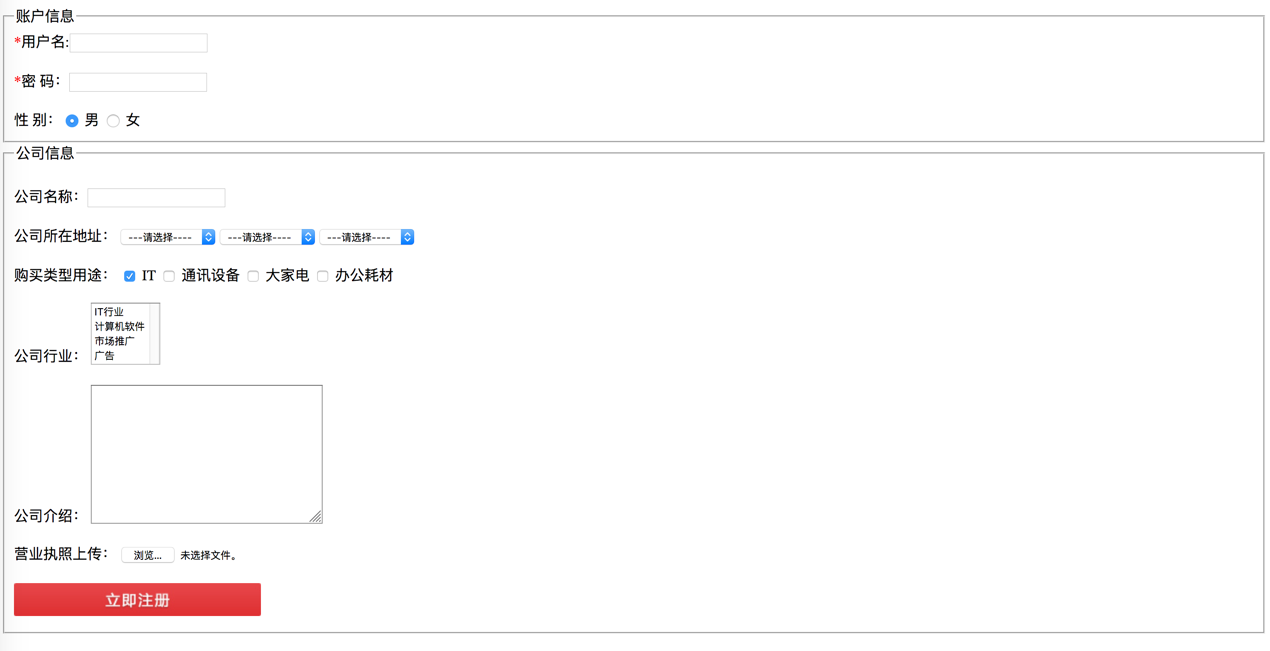 账户信息
*用户名:
*密 码：
性 别： 男 女
公司信息
公司名称：
公司所在地址： ---请选择---- ---请选择---- ---请选择----
购买类型用途： IT 通讯设备 大家电 办公耗材
IT行业
计算机软件
市场推广
广告
公司行业：
公司介绍：
营业执照上传： 浏览... 未选择文件。
立即注册